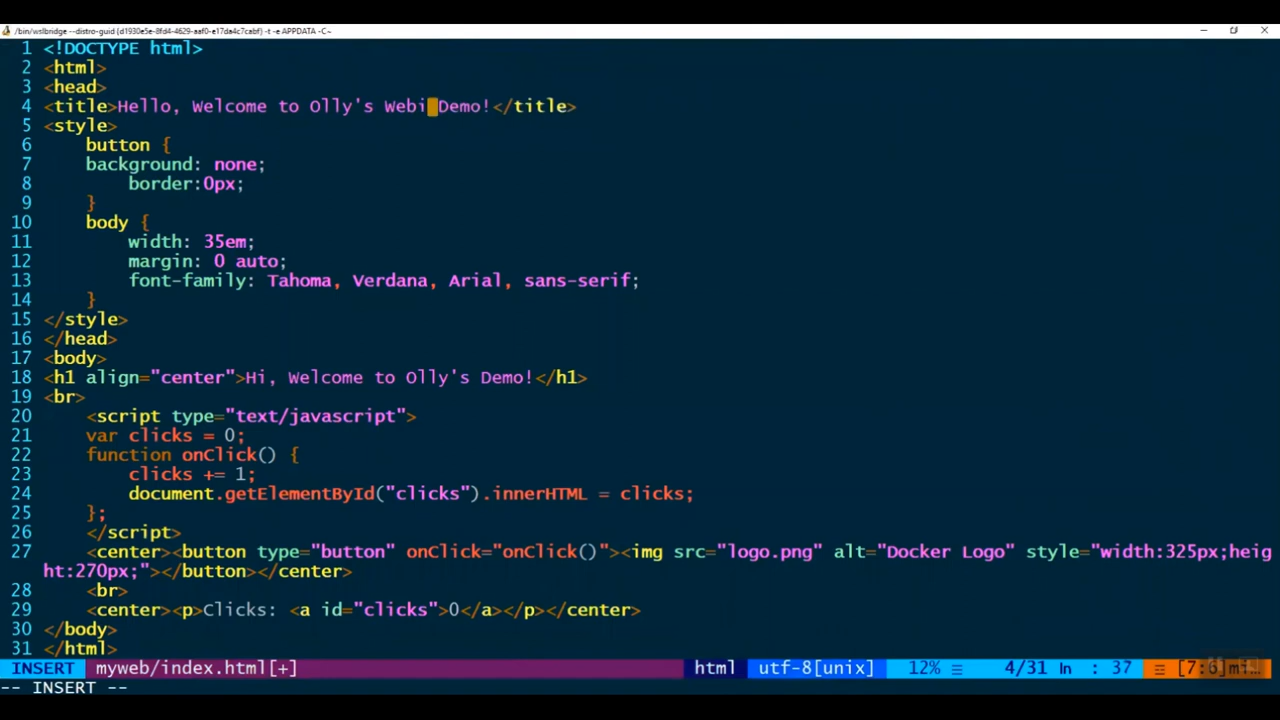 /bin/wslbridge --distro-guid {d1930e5e-8fd4-4629-aaf0-e17da4c7cabf} -t -e APPDATA -C~
1 <!DOCTYPE html>
2 <html>
3 <head>
4 <title>Hello, Welcome to Olly's Webi Demo!</title>
5 <style>
6     button {
7     background: none;
8         border:0px;
9     }
10     body {
11         width: 35em;
12         margin: 0 auto;
13         font-family: Tahoma, Verdana, Arial, sans-serif;
14     }
15 </style>
16 </head>
17 <body>
18 <h1 align="center">Hi, Welcome to Olly's Demo!</h1>
19 <br>
20     <script type="text/javascript">
21     var clicks = 0;
22     function onClick() {
23         clicks += 1;
24         document.getElementById("clicks").innerHTML = clicks;
25     };
26     </script>
27     <center><button type="button" onClick="onClick()"><img src="logo.png" alt="Docker Logo" style="width:325px;heig
ht:270px;"></button></center>
28     <br>
29     <center><p>Clicks: <a id="clicks">0</a></p></center>
30 </body>
31 </html>
INSERT myweb/index.html[+] html utf-8[unix] 12% ☰ 4/31 ln : 37 ☰ [7:6]mi…
-- INSERT --